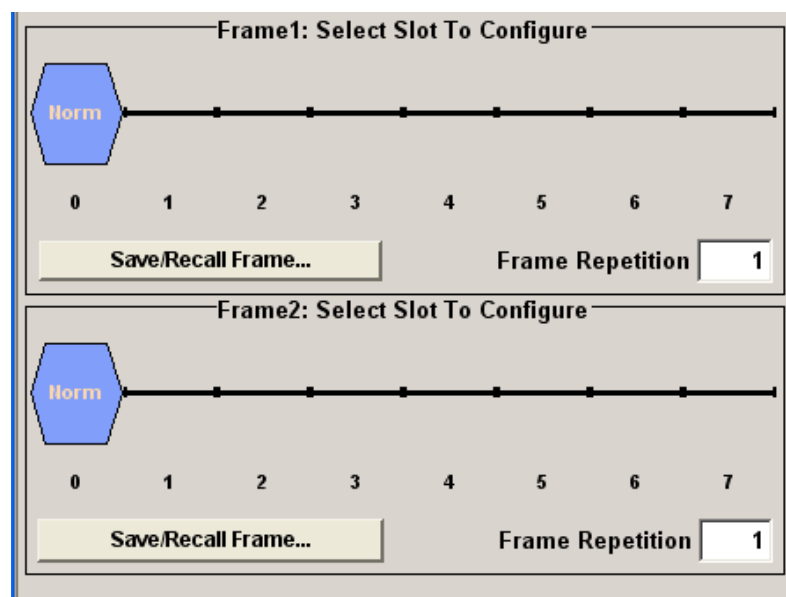 Frame1: Select Slot To Configure
Norm
0 1 2 3 4 5 6 7
Save/Recall Frame... Frame Repetition 1
Frame2: Select Slot To Configure
Norm
0 1 2 3 4 5 6 7
Save/Recall Frame... Frame Repetition 1